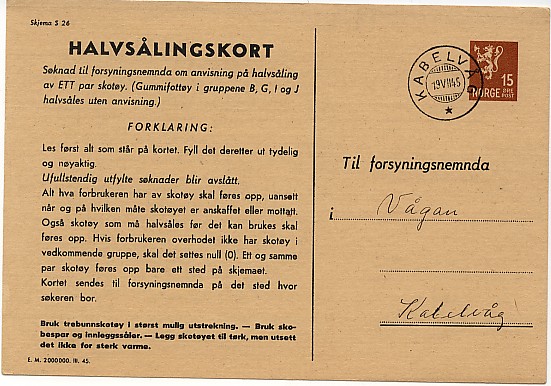 Skjema S 26
HALVSÅLINGSKORT
Søknad til forsyningsnemnda om anvisning på halvsåling
av ETT par skotøy. (Gummifottøy i gruppene B, G, I og J
halvsåles uten anvisning.)
FORKLARING:
Les først alt som står på kortet. Fyll det deretter ut tydelig
og nøyaktig.
Ufullstendig utfylte søknader blir avslått.
Alt hva forbrukeren har av skotøy skal føres opp, uansett
når og på hvilken måte skotøyet er anskaffet eller mottatt.
Også skotøy som må halvsåles før det kan brukes skal
føres opp. Hvis forbrukeren overhodet ikke har skotøy i
vedkommende gruppe, skal det settes null (0). Ett og samme
par skotøy føres opp bare ett sted på skjemaet.
Kortet sendes til forsyningsnemnda på det sted hvor
søkeren bor.
Bruk trebunnskotøy i størst mulig utstrekning. — Bruk sko-
bespar og innleggssåler. — Legg skotøyet til tørk, men utsett
det ikke for sterk varme.
E. M. 2000000. III. 45.
KABELVÅG
29 VII 45
15
NORGE ØRE
POST
Til forsyningsnemnda
i Vågan
Kabelvåg